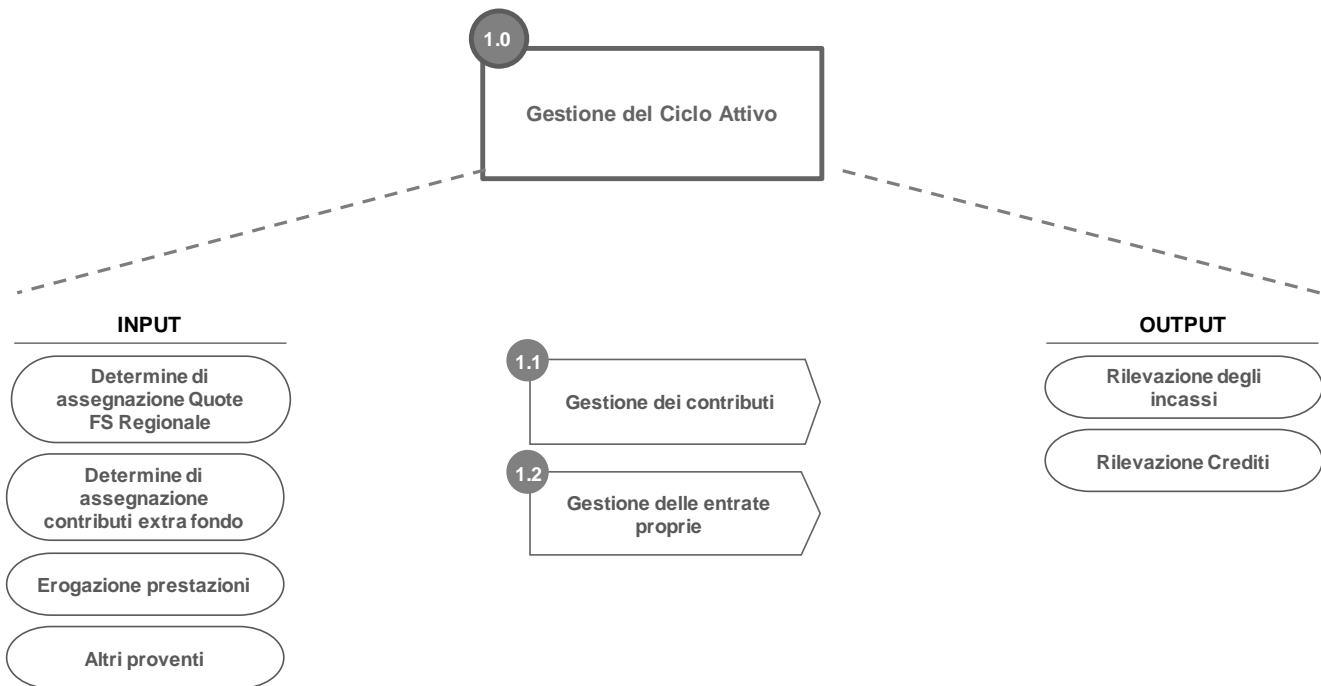 1.0
Gestione del Ciclo Attivo
INPUT
Determine di
assegnazione Quote
FS Regionale
Determine di
assegnazione
contributi extra fondo
Erogazione prestazioni
Altri proventi
1.1
Gestione dei contributi
1.2
Gestione delle entrate
proprie
OUTPUT
Rilevazione degli
incassi
Rilevazione Crediti